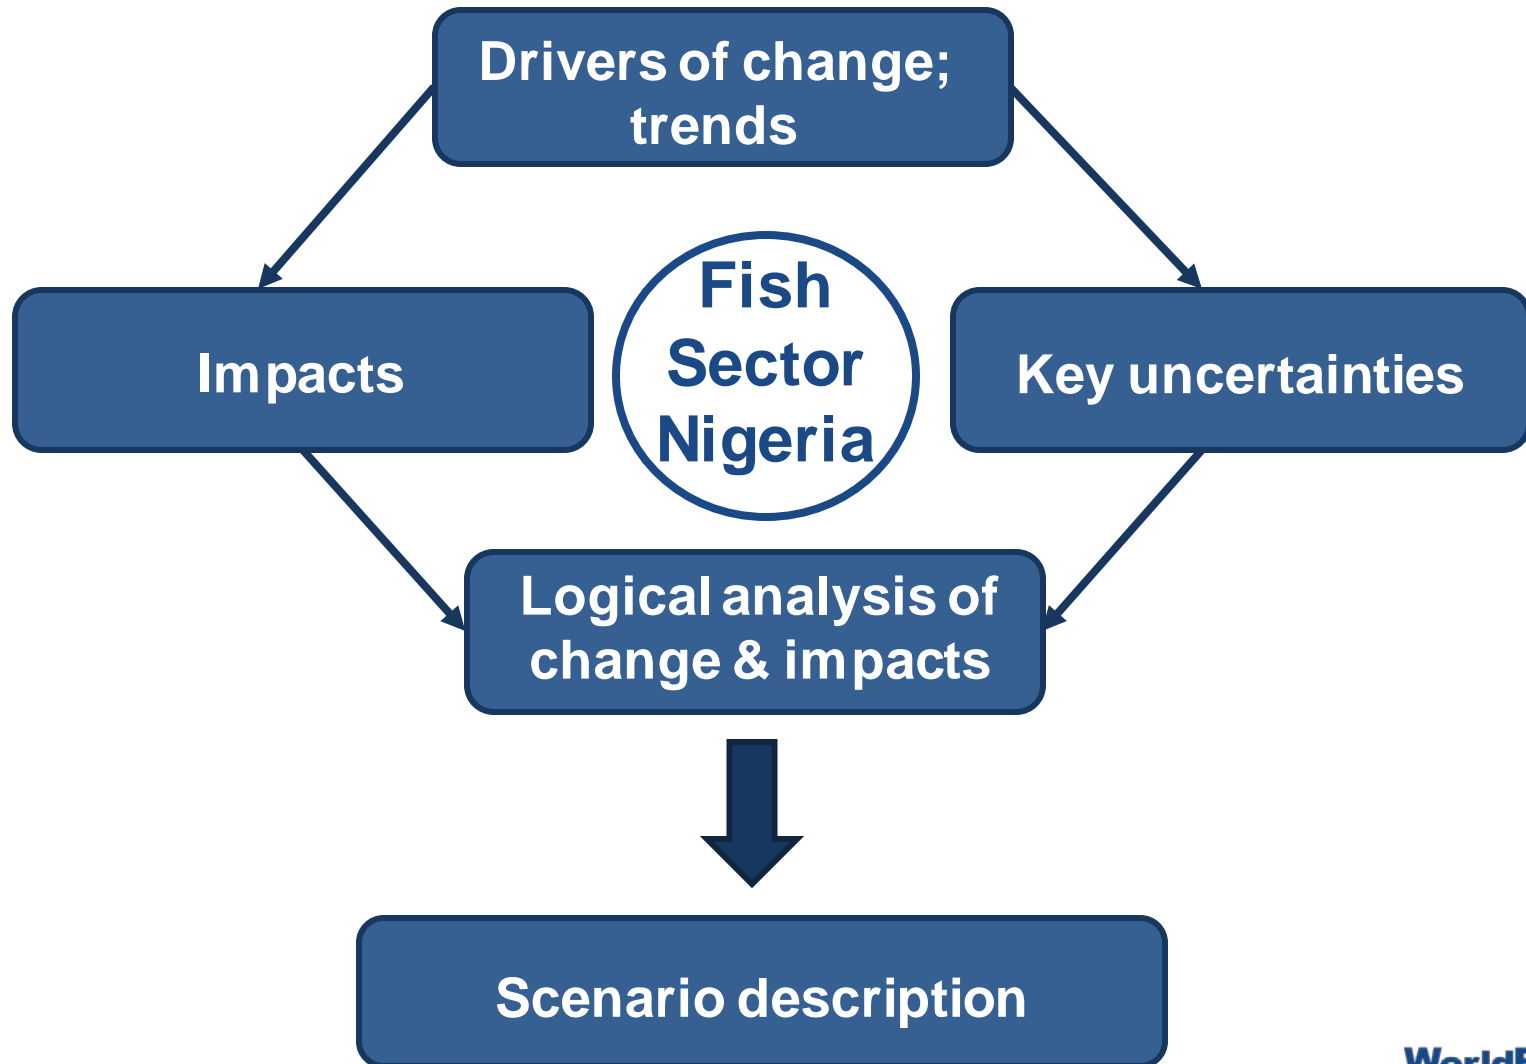 Drivers of change;
trends
Fish
Sector
Nigeria
Impacts
Key uncertainties
Logical analysis of
change & impacts
Scenario description